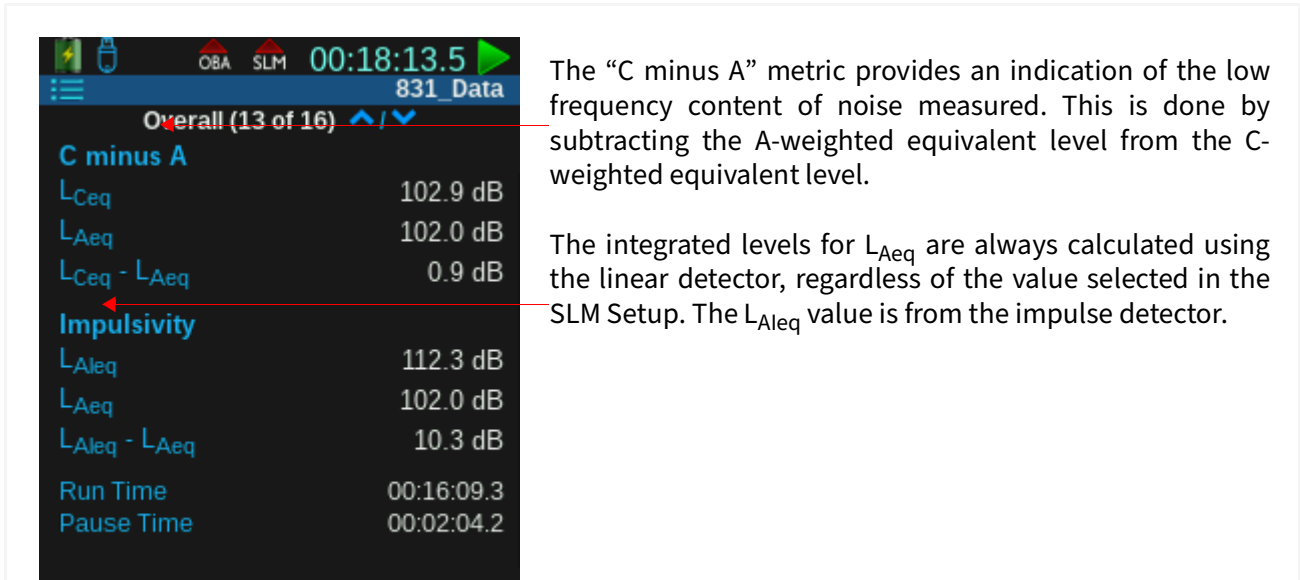 OBA SLM 00:18:13.5
831_Data
Overall (13 of 16) /
C minus A
LCeq 102.9 dB
LAeq 102.0 dB
LCeq - LAeq 0.9 dB
Impulsivity
LAIeq 112.3 dB
LAeq 102.0 dB
LAIeq - LAeq 10.3 dB
Run Time 00:16:09.3
Pause Time 00:02:04.2
The “C minus A” metric provides an indication of the low
frequency content of noise measured. This is done by
subtracting the A-weighted equivalent level from the C-
weighted equivalent level.
The integrated levels for LAeq are always calculated using
the linear detector, regardless of the value selected in the
SLM Setup. The LAIeq value is from the impulse detector.